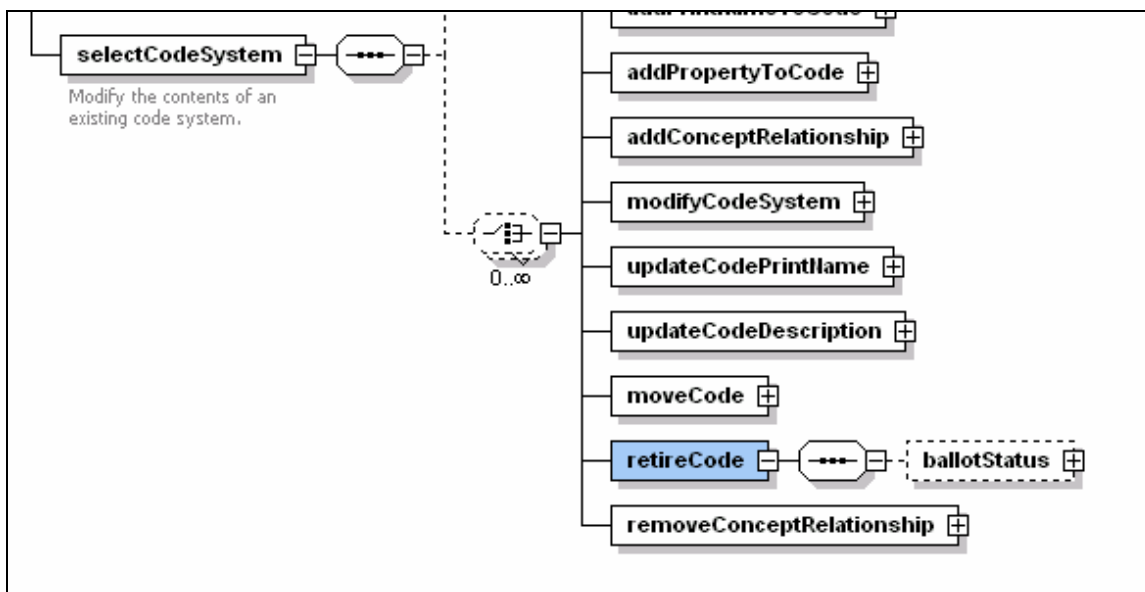 selectCodeSystem
Modify the contents of an
existing code system.
addPropertyToCode
addConceptRelationship
modifyCodeSystem
0..∞
updateCodePrintName
updateCodeDescription
moveCode
retireCode
ballotStatus
removeConceptRelationship